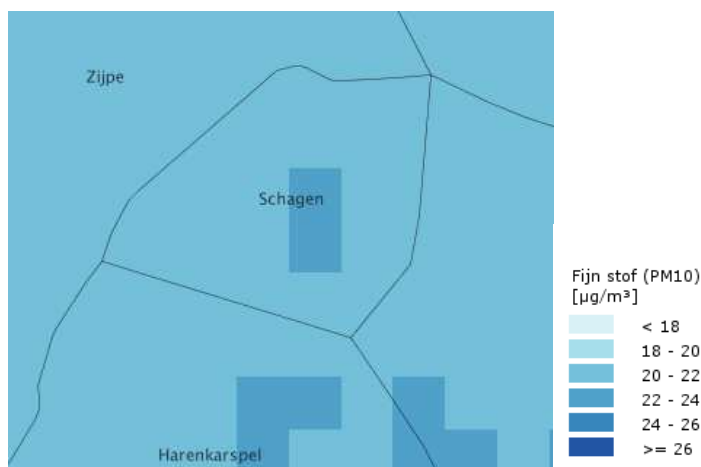 Zijpe
Schagen
Harenkarspel
Fijn stof (PM10)
[µg/m³]
< 18
18 - 20
20 - 22
22 - 24
24 - 26
>= 26